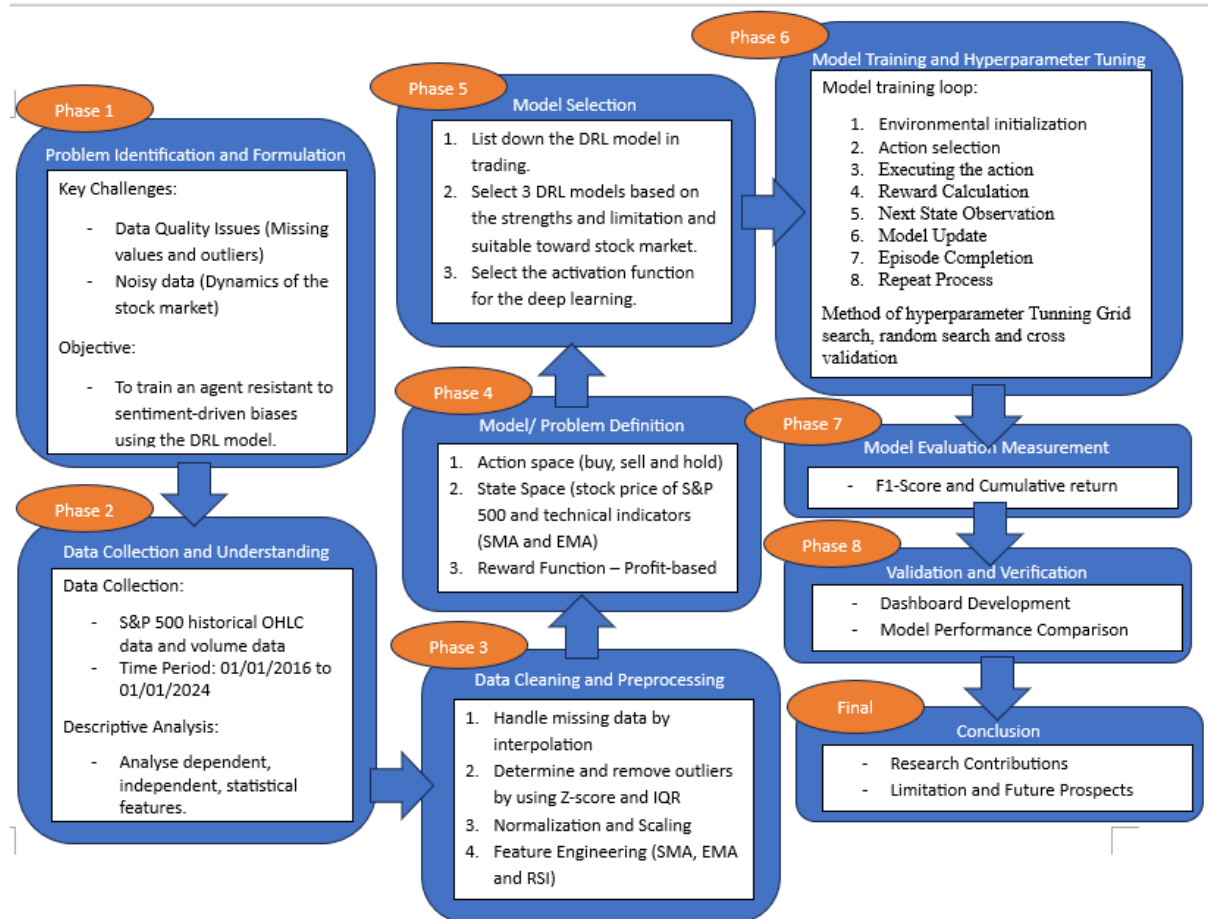 Phase 1
Problem Identification and Formulation
Key Challenges:
- Data Quality Issues (Missing
values and outliers)
- Noisy data (Dynamics of the
stock market)
Objective:
- To train an agent resistant to
sentiment-driven biases
using the DRL model.
Phase 2
Data Collection and Understanding
Data Collection:
- S&P 500 historical OHLC
data and volume data
- Time Period: 01/01/2016 to
01/01/2024
Descriptive Analysis:
- Analyse dependent,
independent, statistical
features.
Phase 3
Data Cleaning and Preprocessing
1. Handle missing data by
interpolation
2. Determine and remove outliers
by using Z-score and IQR
3. Normalization and Scaling
4. Feature Engineering (SMA, EMA
and RSI)
Phase 4
Model/ Problem Definition
1. Action space (buy, sell and hold)
2. State Space (stock price of S&P
500 and technical indicators
(SMA and EMA)
3. Reward Function – Profit-based
Phase 5
Model Selection
1. List down the DRL model in
trading.
2. Select 3 DRL models based on
the strengths and limitation and
suitable toward stock market.
3. Select the activation function
for the deep learning.
Phase 6
Model Training and Hyperparameter Tuning
Model training loop:
1. Environmental initialization
2. Action selection
3. Executing the action
4. Reward Calculation
5. Next State Observation
6. Model Update
7. Episode Completion
8. Repeat Process
Method of hyperparameter Tunning Grid
search, random search and cross
validation
Phase 7
Model Evaluation Measurement
- F1-Score and Cumulative return
Phase 8
Validation and Verification
- Dashboard Development
- Model Performance Comparison
Final
Conclusion
- Research Contributions
- Limitation and Future Prospects